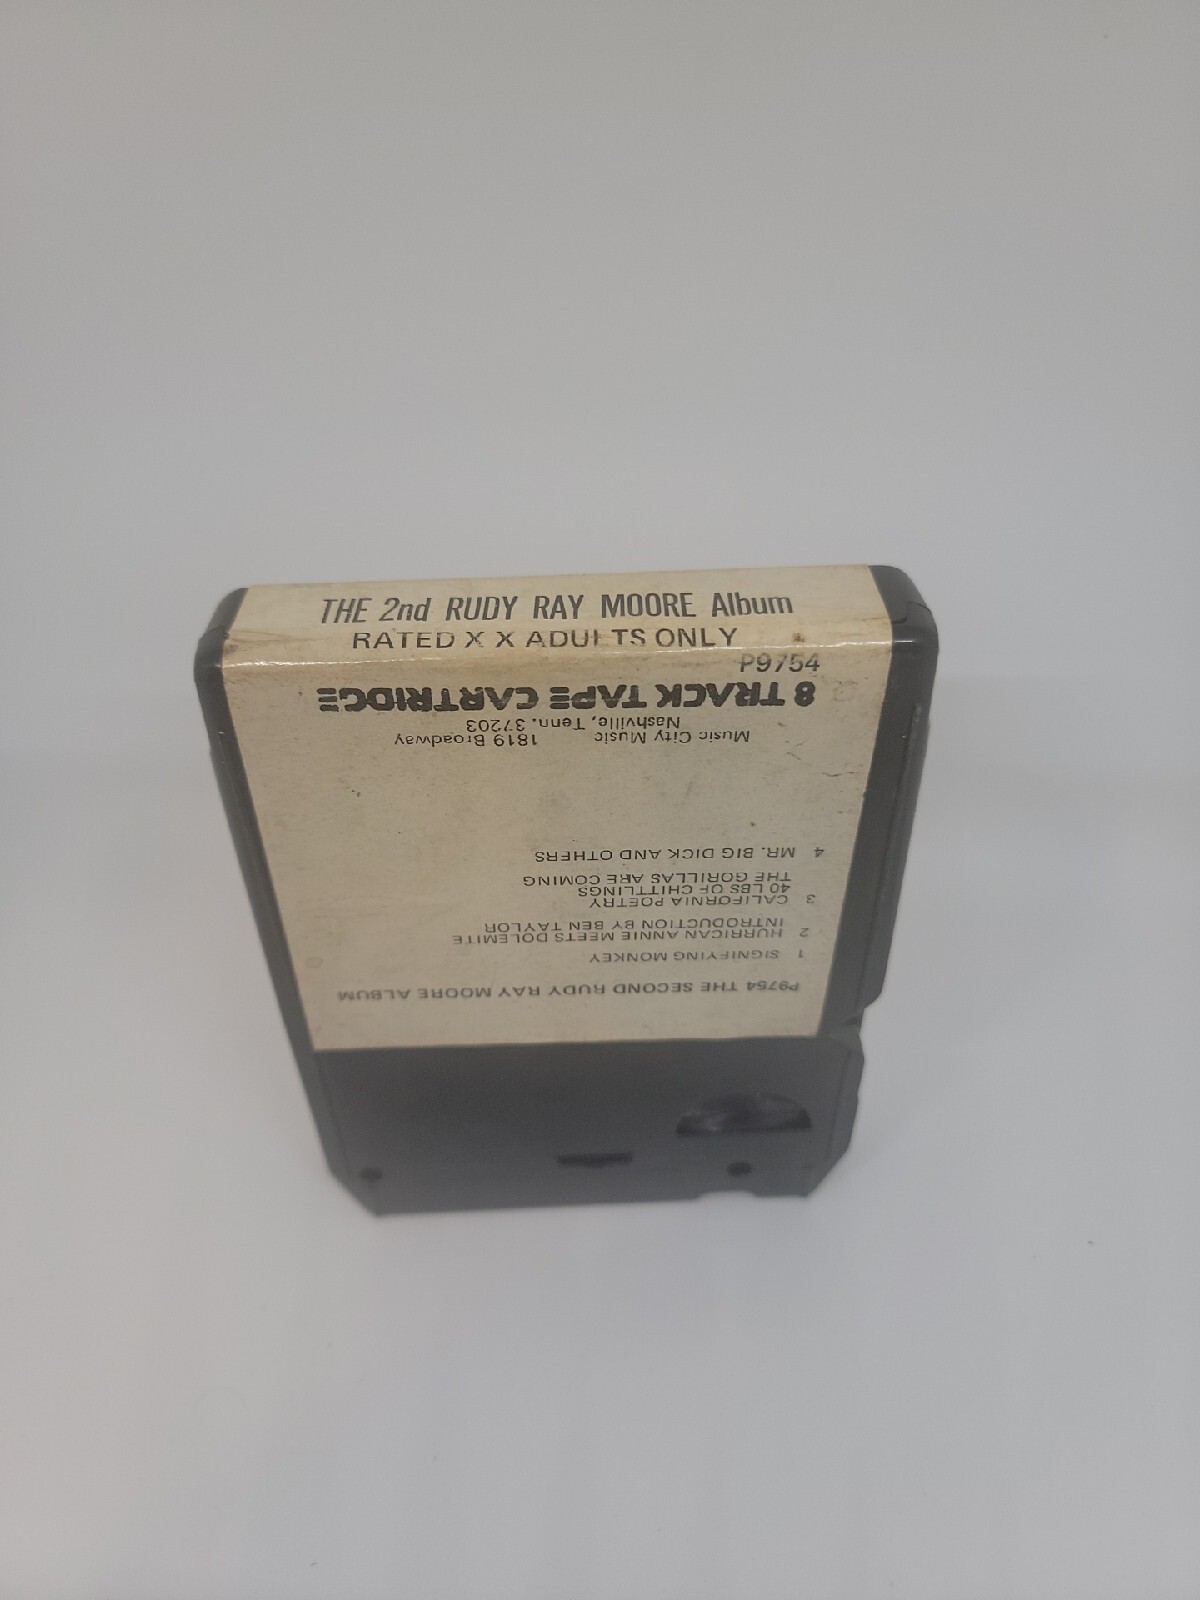 THE 2nd RUDY RAY MOORE Album
RATED X X ADULTS ONLY
P9754
8 TRACK TAPE CARTRIDGE
Music City Music 1819 Broadway
Nashville, Tenn. 37203
P9754 THE SECOND RUDY RAY MOORE ALBUM
1 SIGNIFYING MONKEY
2 HURRICAN ANNIE MEETS DOLEMITE
INTRODUCTION BY BEN TAYLOR
3 CALIFORNIA POETRY
40 LBS OF CHITTLINGS
THE GORILLAS ARE COMING
4 MR. BIG DICK AND OTHERS